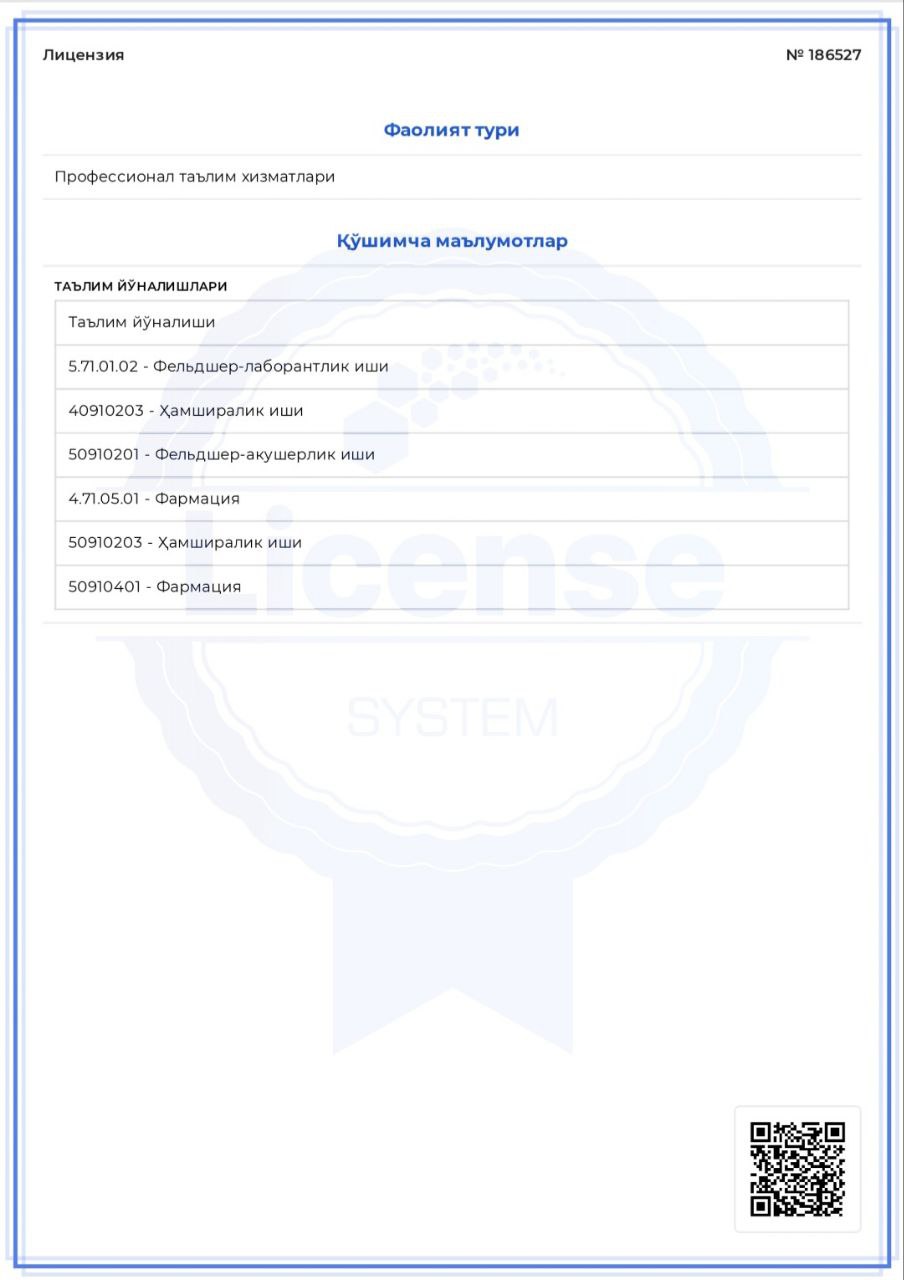 Лицензия
№ 186527
Фаолият тури
Профессионал таълим хизматлари
Қўшимча маълумотлар
ТАЪЛИМ ЙЎНАЛИШЛАРИ
Таълим йўналиши
5.71.01.02 - Фельдшер-лаборантлик иши
40910203 - Ҳамширалик иши
50910201 - Фельдшер-акушерлик иши
4.71.05.01 - Фармация
50910203 - Ҳамширалик иши
50910401 - Фармация
License
SYSTEM